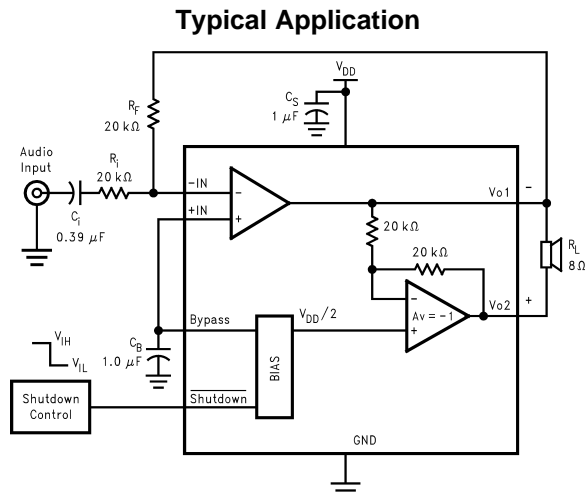 Typical Application
V_DD
C_S
1 μF
R_F
20 kΩ
Audio
Input
R_i
20 kΩ
C_i
0.39 μF
-IN
+IN
-
+
Vo1
-
20 kΩ
20 kΩ
R_L
8Ω
-
Av = -1
+
Vo2
+
Bypass
V_DD/2
C_B
1.0 μF
BIAS
V_IH
V_IL
Shutdown
Control
Shutdown
GND